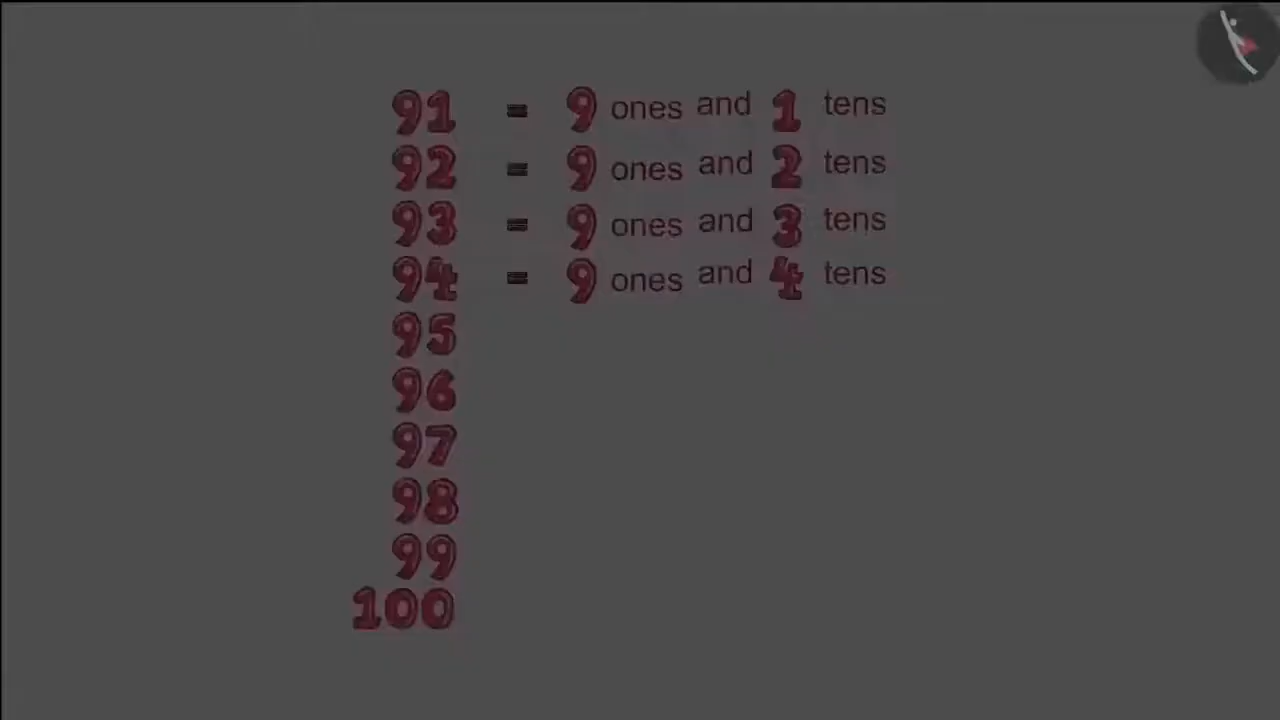 91 = 9 ones and 1 tens
92 = 9 ones and 2 tens
93 = 9 ones and 3 tens
94 = 9 ones and 4 tens
95
96
97
98
99
100